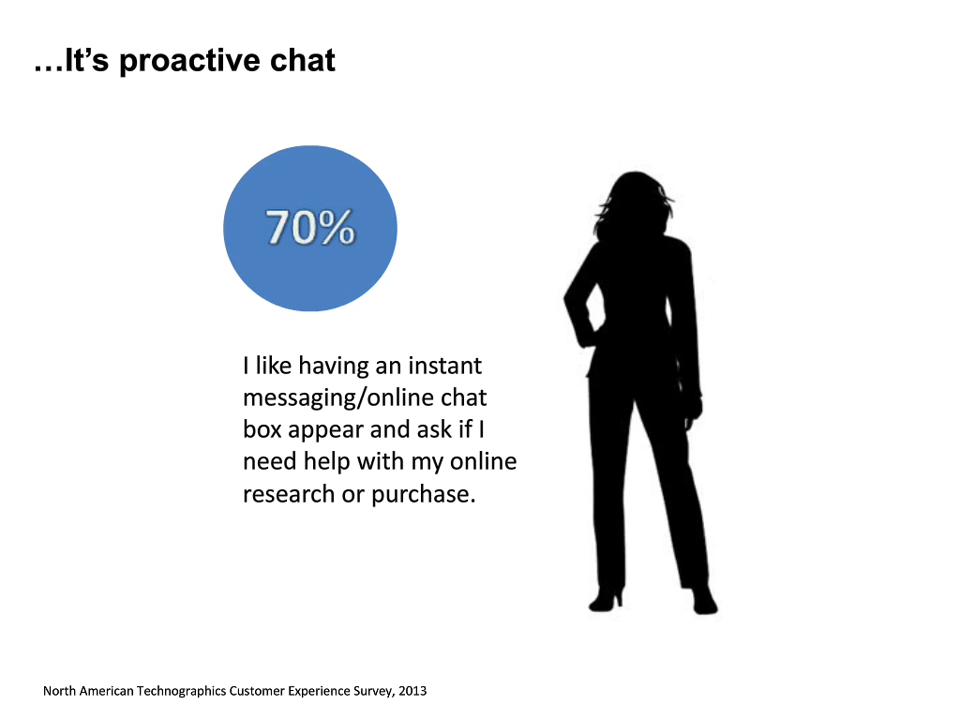 …It’s proactive chat
70%
I like having an instant
messaging/online chat
box appear and ask if I
need help with my online
research or purchase.
North American Technographics Customer Experience Survey, 2013